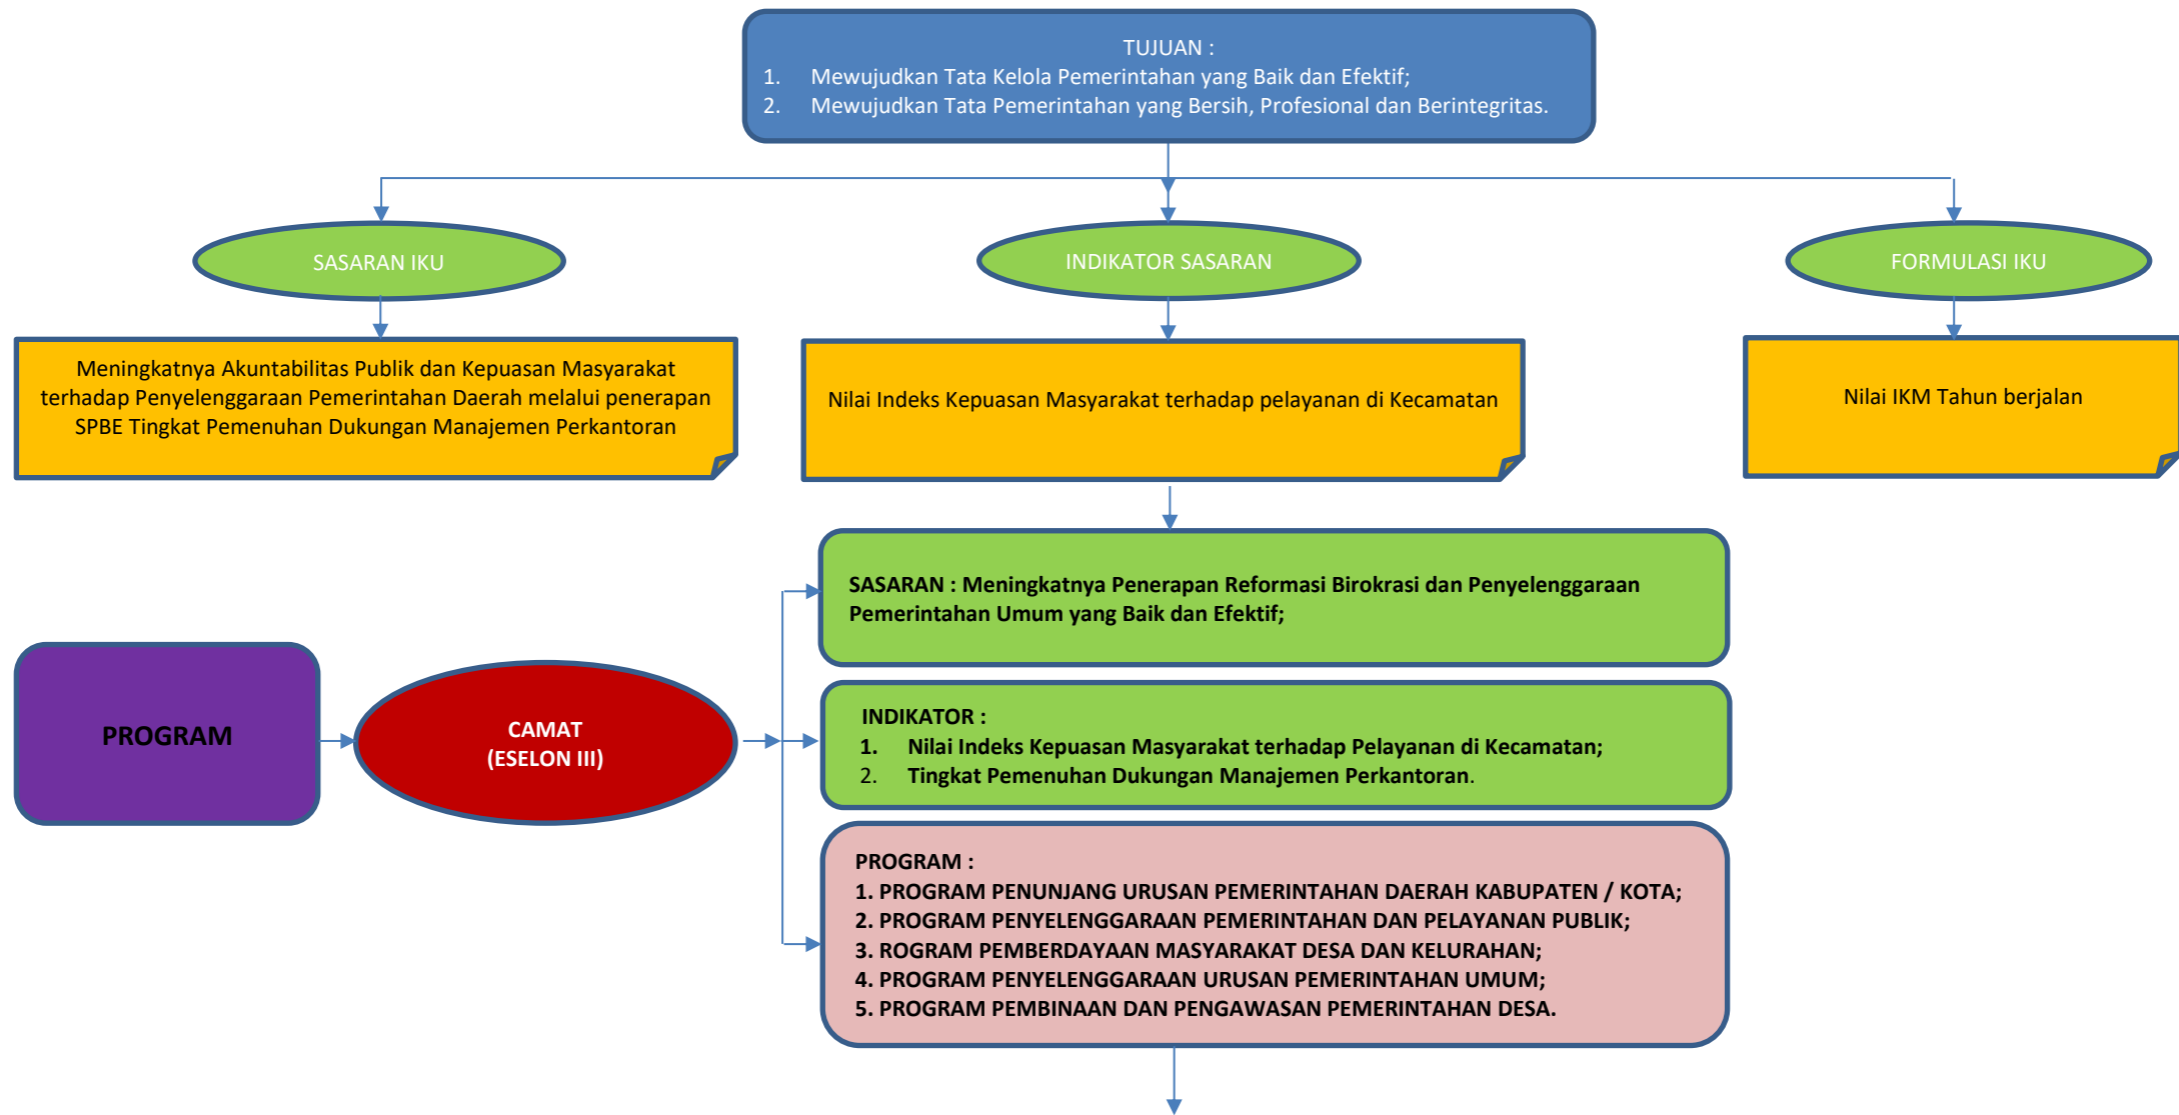 TUJUAN :
1. Mewujudkan Tata Kelola Pemerintahan yang Baik dan Efektif;
2. Mewujudkan Tata Pemerintahan yang Bersih, Profesional dan Berintegritas.
SASARAN IKU
INDIKATOR SASARAN
FORMULASI IKU
Meningkatnya Akuntabilitas Publik dan Kepuasan Masyarakat
terhadap Penyelenggaraan Pemerintahan Daerah melalui penerapan
SPBE Tingkat Pemenuhan Dukungan Manajemen Perkantoran
Nilai Indeks Kepuasan Masyarakat terhadap pelayanan di Kecamatan
Nilai IKM Tahun berjalan
SASARAN : Meningkatnya Penerapan Reformasi Birokrasi dan Penyelenggaraan
Pemerintahan Umum yang Baik dan Efektif;
PROGRAM
CAMAT
(ESELON III)
INDIKATOR :
1. Nilai Indeks Kepuasan Masyarakat terhadap Pelayanan di Kecamatan;
2. Tingkat Pemenuhan Dukungan Manajemen Perkantoran.
PROGRAM :
1. PROGRAM PENUNJANG URUSAN PEMERINTAHAN DAERAH KABUPATEN / KOTA;
2. PROGRAM PENYELENGGARAAN PEMERINTAHAN DAN PELAYANAN PUBLIK;
3. ROGRAM PEMBERDAYAAN MASYARAKAT DESA DAN KELURAHAN;
4. PROGRAM PENYELENGGARAAN URUSAN PEMERINTAHAN UMUM;
5. PROGRAM PEMBINAAN DAN PENGAWASAN PEMERINTAHAN DESA.